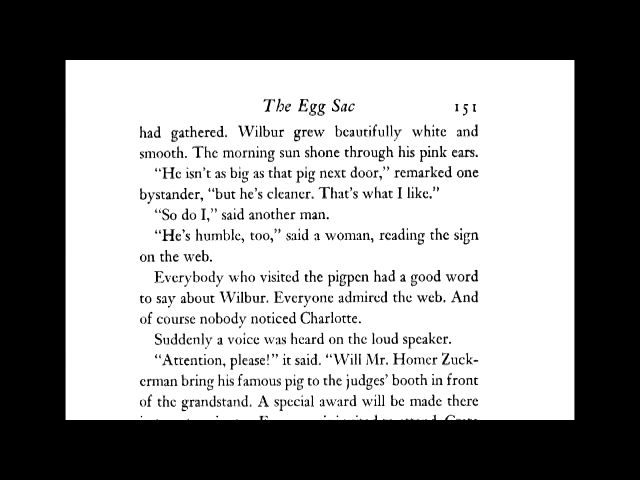 The Egg Sac 151
had gathered. Wilbur grew beautifully white and
smooth. The morning sun shone through his pink ears.
"He isn't as big as that pig next door," remarked one
bystander, "but he's cleaner. That's what I like."
"So do I," said another man.
"He's humble, too," said a woman, reading the sign
on the web.
Everybody who visited the pigpen had a good word
to say about Wilbur. Everyone admired the web. And
of course nobody noticed Charlotte.
Suddenly a voice was heard on the loud speaker.
"Attention, please!" it said. "Will Mr. Homer Zuck-
erman bring his famous pig to the judges' booth in front
of the grandstand. A special award will be made there